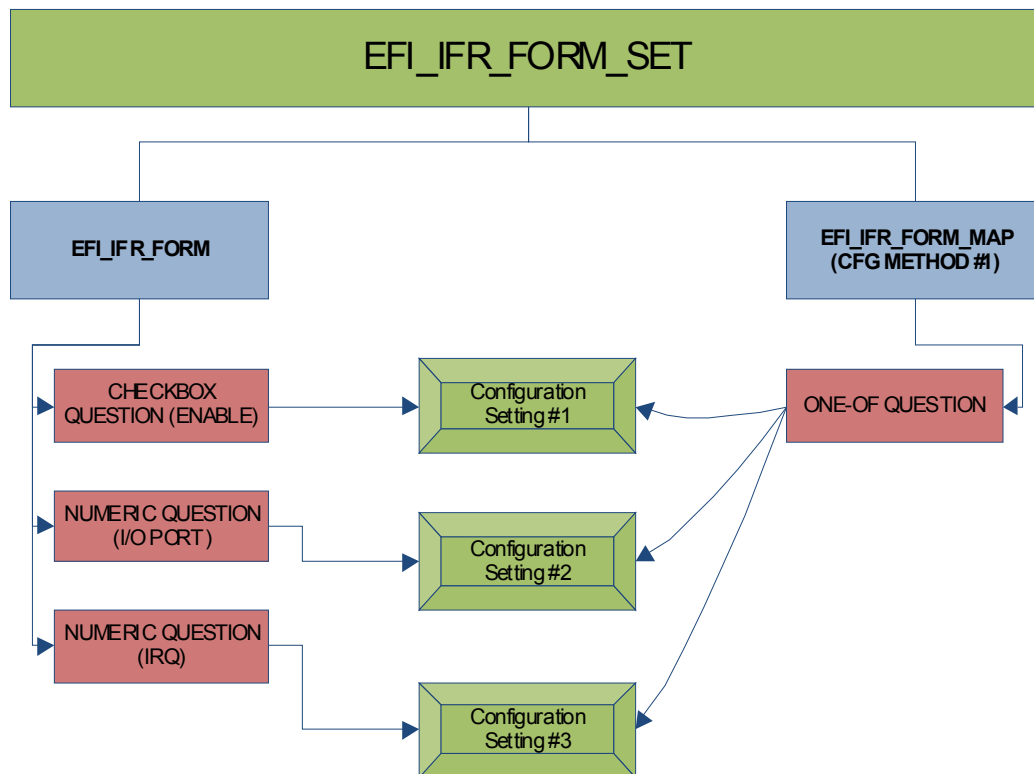 EFI_IFR_FORM_SET
EFI_IFR_FORM
EFI_IFR_FORM_MAP
(CFG METHOD #1)
CHECKBOX
QUESTION (ENABLE)
Configuration
Setting #1
ONE-OF QUESTION
NUMERIC QUESTION
(I/O PORT)
Configuration
Setting #2
NUMERIC QUESTION
(IRQ)
Configuration
Setting #3